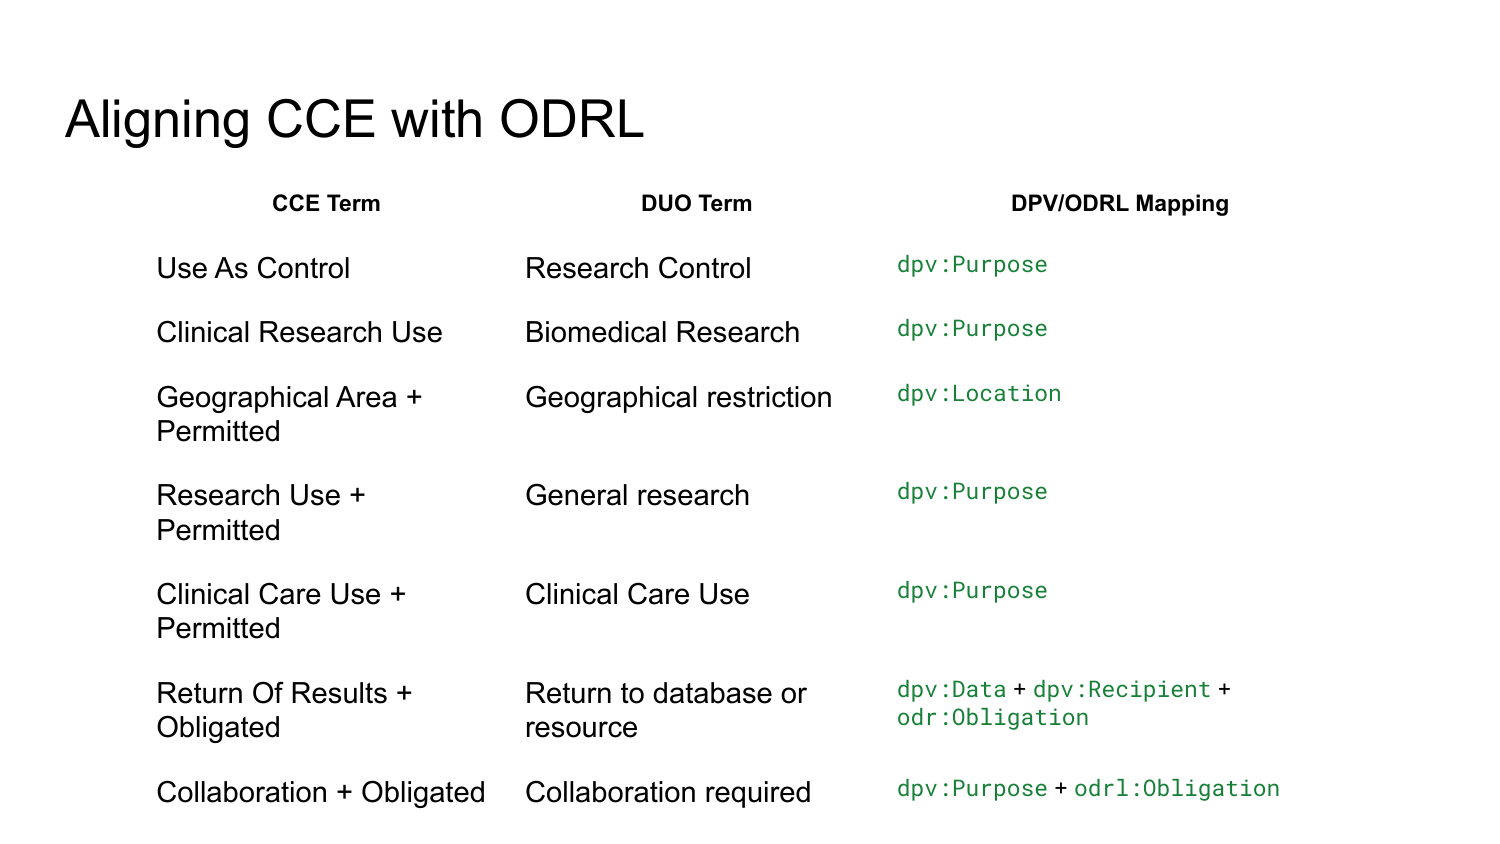 Aligning CCE with ODRL
CCE Term DUO Term DPV/ODRL Mapping
Use As Control Research Control dpv:Purpose
Clinical Research Use Biomedical Research dpv:Purpose
Geographical Area + Geographical restriction dpv:Location
Permitted
Research Use + General research dpv:Purpose
Permitted
Clinical Care Use + Clinical Care Use dpv:Purpose
Permitted
Return Of Results + Return to database or dpv:Data + dpv:Recipient +
Obligated resource odr:Obligation
Collaboration + Obligated Collaboration required dpv:Purpose + odrl:Obligation